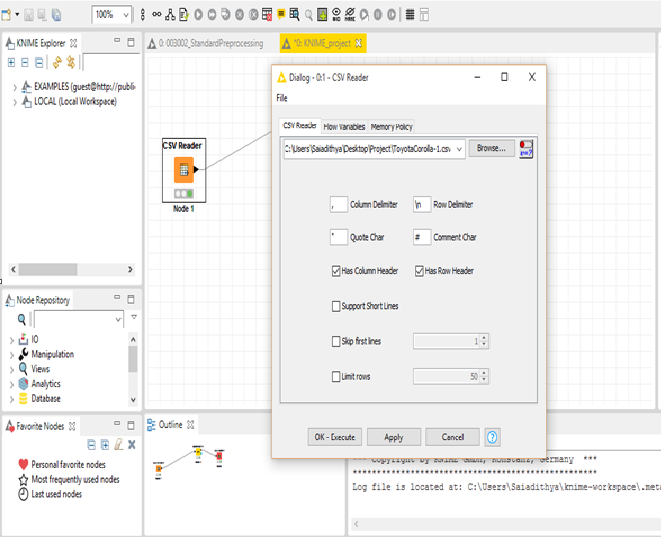 100%
KNIME Explorer
EXAMPLES (guest@http://public
LOCAL (Local Workspace)
0: 003002_StandardPreprocessing
*0: KNIME_project
CSV Reader
Node 1
Dialog - 0:1 - CSV Reader
File
CSV Reader Flow Variables Memory Policy
C:\Users\Saiadithya\Desktop\Project\ToyottaCorolla-1.csv
Browse...
, Column Delimiter \n Row Delimiter
" Quote Char # Comment Char
Has Column Header Has Row Header
Support Short Lines
Skip first lines 1
Limit rows 50
OK - Execute Apply Cancel ?
Node Repository
IO
Manipulation
Views
Analytics
Database
Favorite Nodes
Personal favorite nodes
Most frequently used nodes
Last used nodes
Outline
*** Copyright by KNIME GmbH, Konstanz, Germany ***
Log file is located at: C:\Users\Saiadithya\knime-workspace\.meta